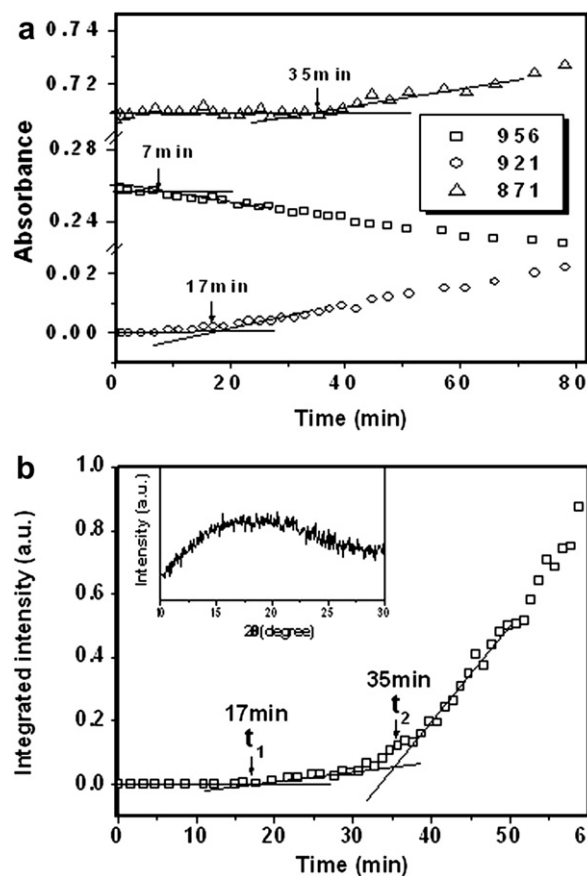 a
0.74
0.72
0.28
0.24
0.02
0.00
Absorbance
35min
7min
17min
956
921
871
0 20 40 60 80
Time (min)
b
1.0
0.8
0.6
0.4
0.2
0.0
Integrated intensity (a.u.)
Intensity (a.u.)
10 15 20 25 30
2θ(degree)
17min
t1
35min
t2
0 10 20 30 40 50 6
Time (min)